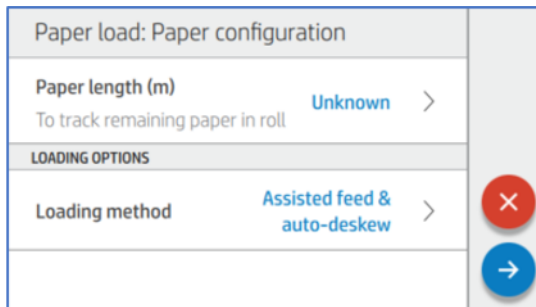 Paper load: Paper configuration
Paper length (m)
Unknown
To track remaining paper in roll
LOADING OPTIONS
Loading method
Assisted feed &
auto-deskew